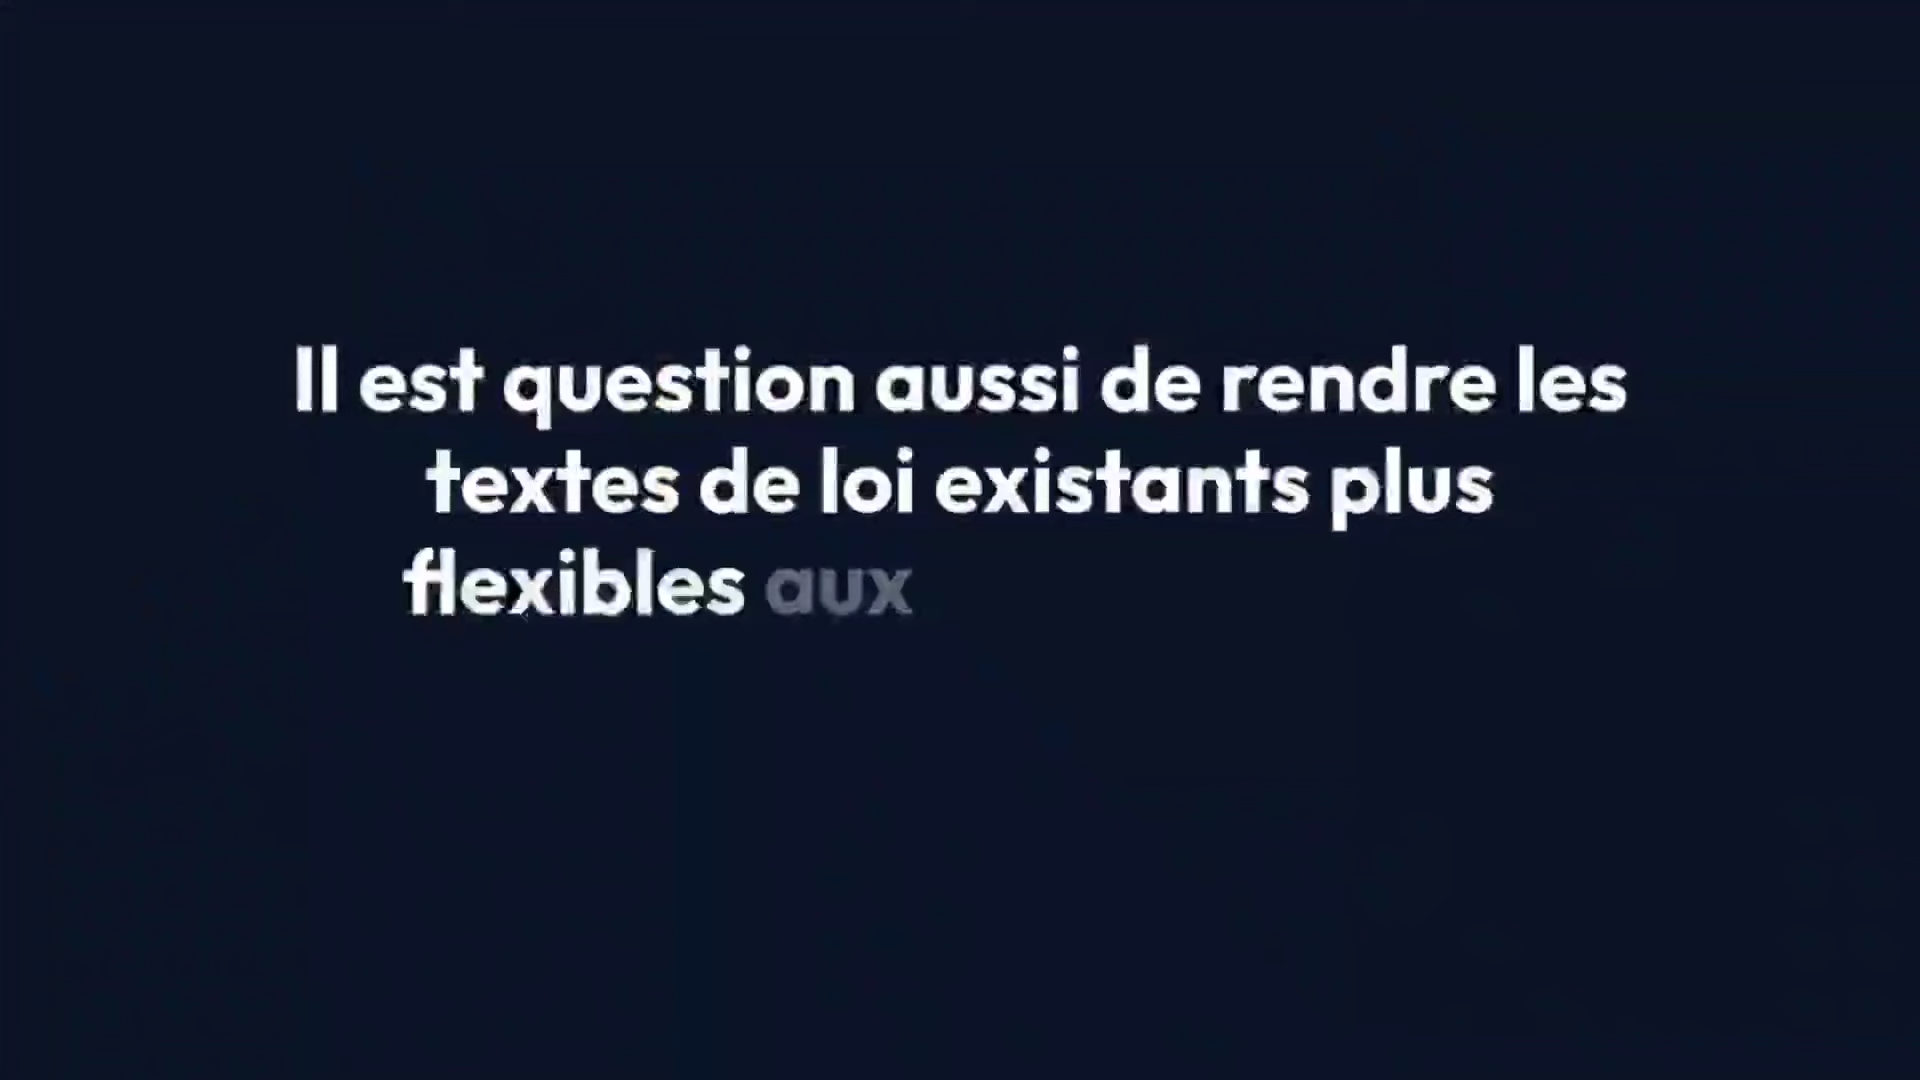 Il est question aussi de rendre les
textes de loi existants plus
flexibles aux